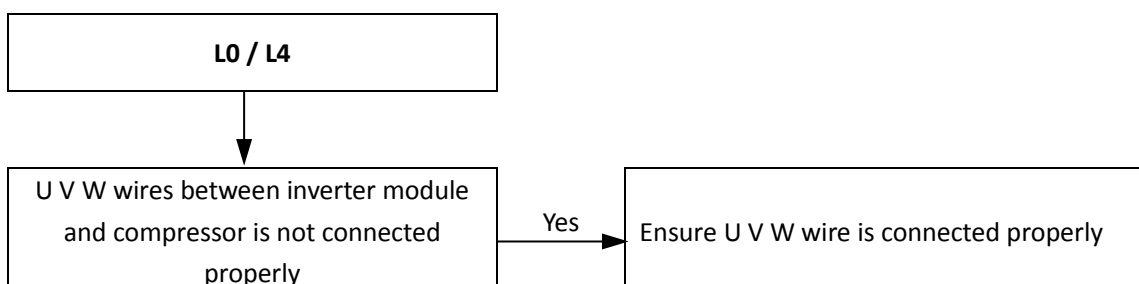 L0 / L4
U V W wires between inverter module
and compressor is not connected
properly
Yes
Ensure U V W wire is connected properly